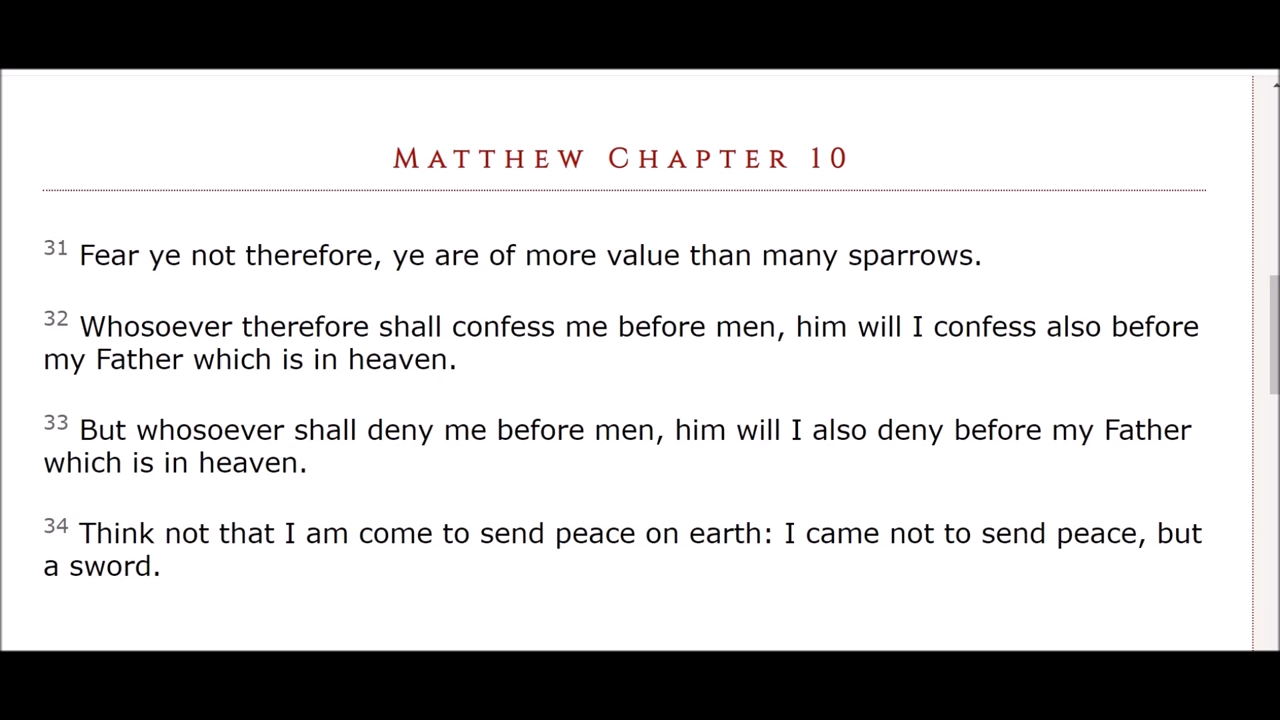 Matthew Chapter 10
31 Fear ye not therefore, ye are of more value than many sparrows.
32 Whosoever therefore shall confess me before men, him will I confess also before
my Father which is in heaven.
33 But whosoever shall deny me before men, him will I also deny before my Father
which is in heaven.
34 Think not that I am come to send peace on earth: I came not to send peace, but
a sword.